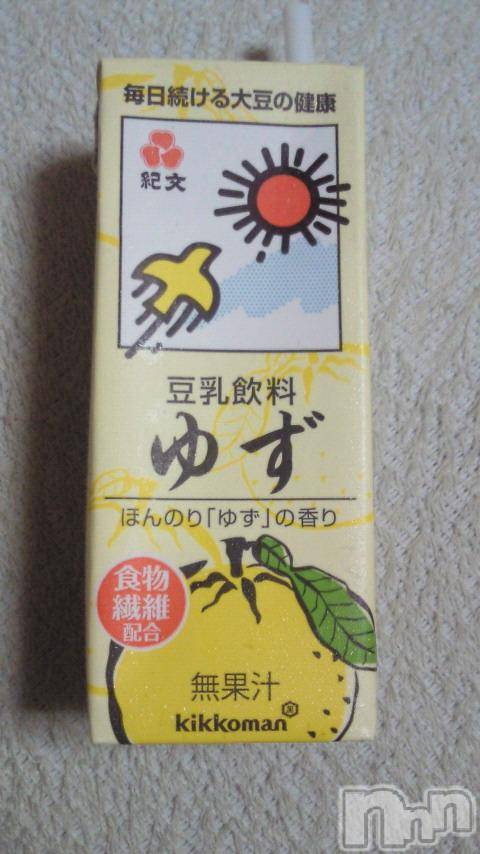 毎日続ける大豆の健康
紀文
豆乳飲料
ゆず
ほんのり「ゆず」の香り
食物
繊維
配合
無果汁
kikkoman
nnn